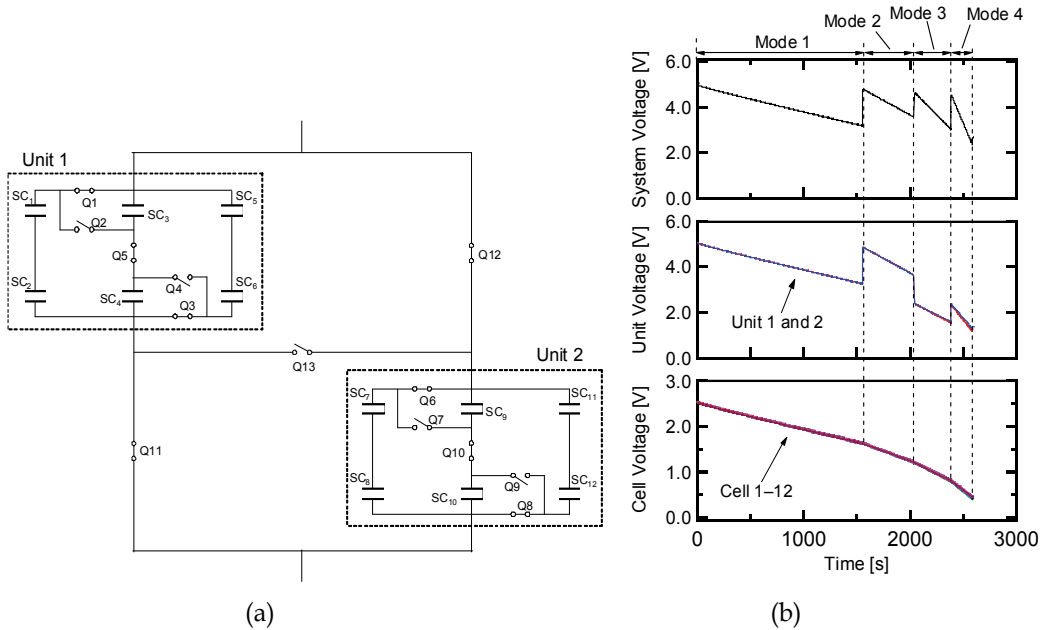 Unit 1
SC1
Q1
SC3
SC5
Q2
Q5
Q4
SC2
SC4
Q3
SC6
Q12
Q13
Unit 2
Q11
SC7
Q6
SC9
SC11
Q7
Q10
Q9
SC8
SC10
Q8
SC12
(a)
(b)
Mode 1
Mode 2
Mode 3
Mode 4
System Voltage [V]
6.0
4.0
2.0
0.0
Unit Voltage [V]
6.0
4.0
2.0
0.0
Unit 1 and 2
Cell Voltage [V]
3.0
2.0
1.0
0.0
Cell 1–12
0 1000 2000 3000
Time [s]